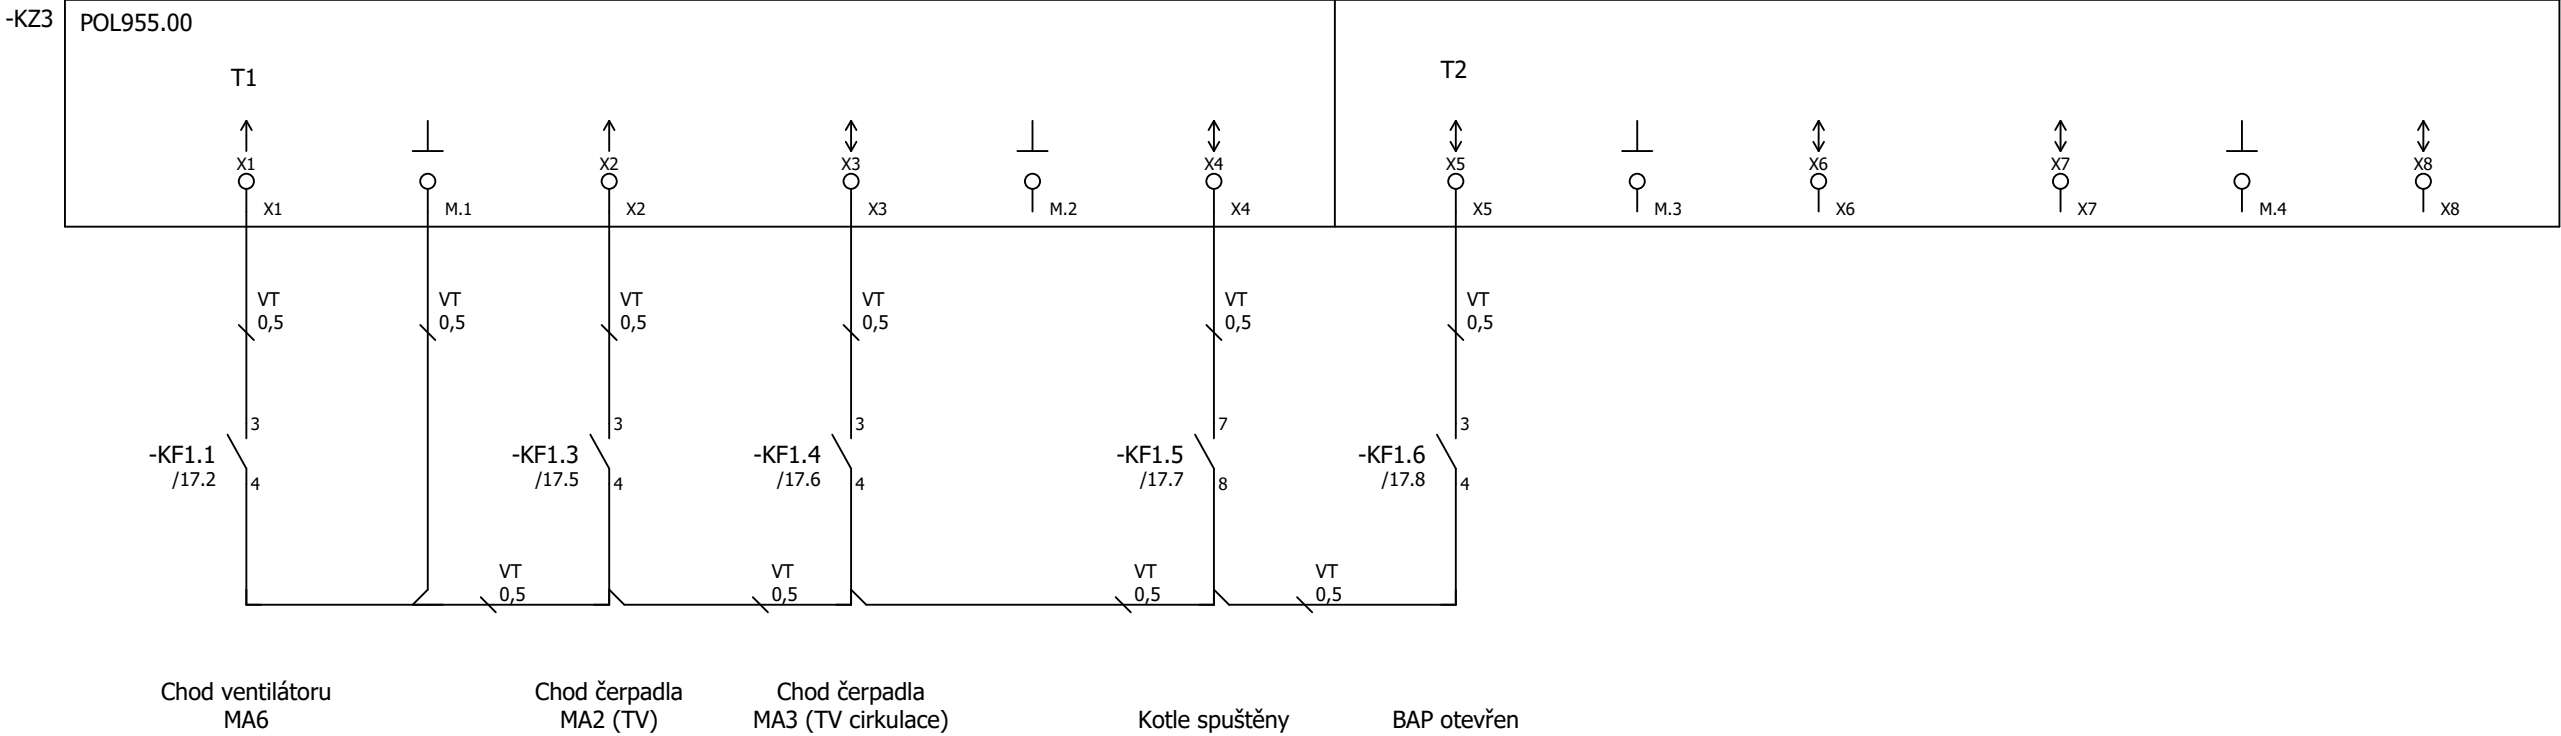 -KZ3
POL955.00
T1
T2
X1
X2
X3
X4
X5
X6
X7
X8
X1
M.1
X2
X3
M.2
X4
X5
M.3
X6
X7
M.4
X8
VT
0,5
VT
0,5
VT
0,5
VT
0,5
VT
0,5
VT
0,5
3
-KF1.1
/17.2
4
3
-KF1.3
/17.5
4
3
-KF1.4
/17.6
4
7
-KF1.5
/17.7
8
3
-KF1.6
/17.8
4
VT
0,5
VT
0,5
VT
0,5
VT
0,5
Chod ventilátoru
MA6
Chod čerpadla
MA2 (TV)
Chod čerpadla
MA3 (TV cirkulace)
Kotle spuštěny
BAP otevřen